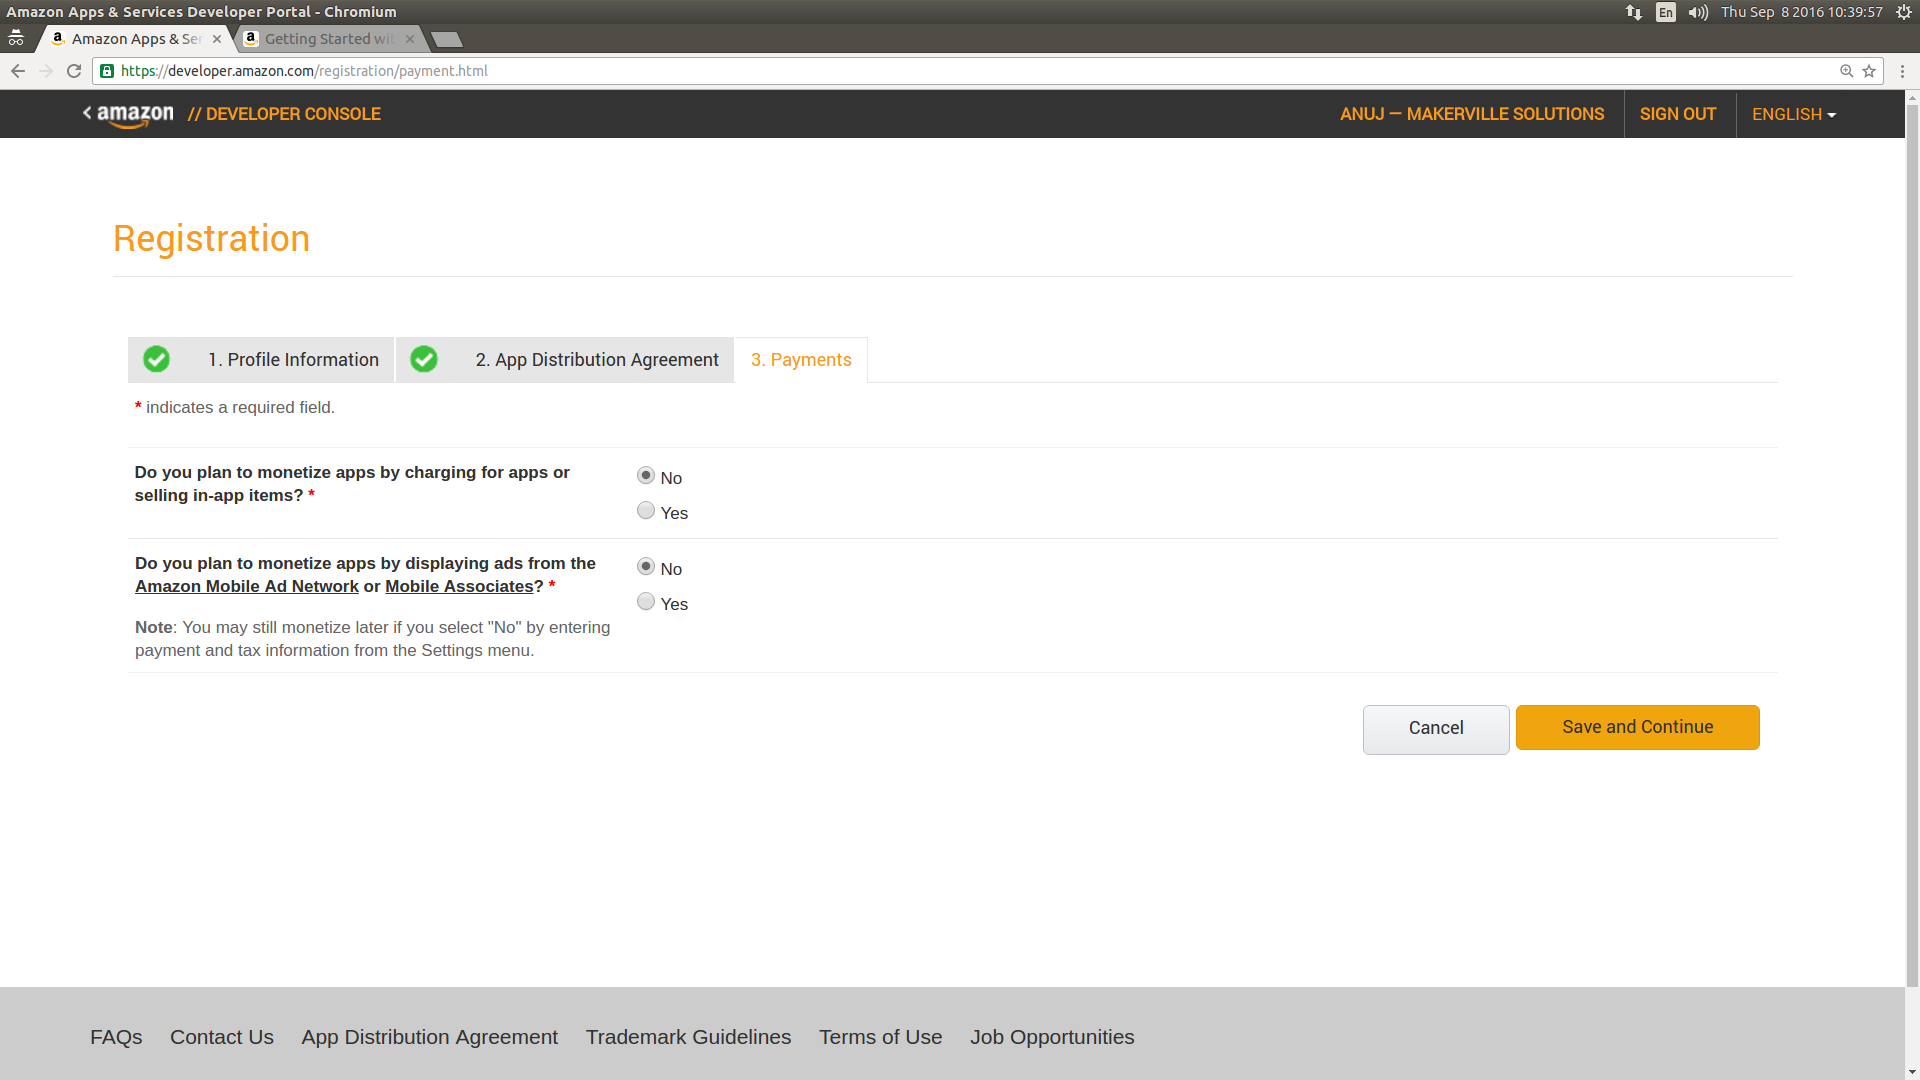 Amazon Apps & Services Developer Portal - Chromium
En
Thu Sep 8 2016 10:39:57
Amazon Apps & Ser
Getting Started wit
https://developer.amazon.com/registration/payment.html
amazon // DEVELOPER CONSOLE
ANUJ — MAKERVILLE SOLUTIONS
SIGN OUT
ENGLISH
Registration
1. Profile Information
2. App Distribution Agreement
3. Payments
* indicates a required field.
Do you plan to monetize apps by charging for apps or
selling in-app items? *
No
Yes
Do you plan to monetize apps by displaying ads from the
Amazon Mobile Ad Network or Mobile Associates? *
No
Yes
Note: You may still monetize later if you select "No" by entering
payment and tax information from the Settings menu.
Cancel
Save and Continue
FAQs
Contact Us
App Distribution Agreement
Trademark Guidelines
Terms of Use
Job Opportunities